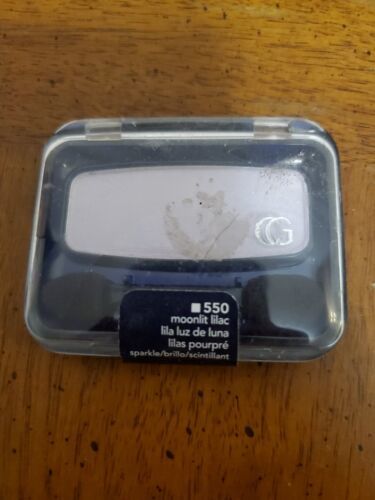 CG
■ 550
moonlit lilac
lila luz de luna
lilas pourpré
sparkle/brillo/scintillant